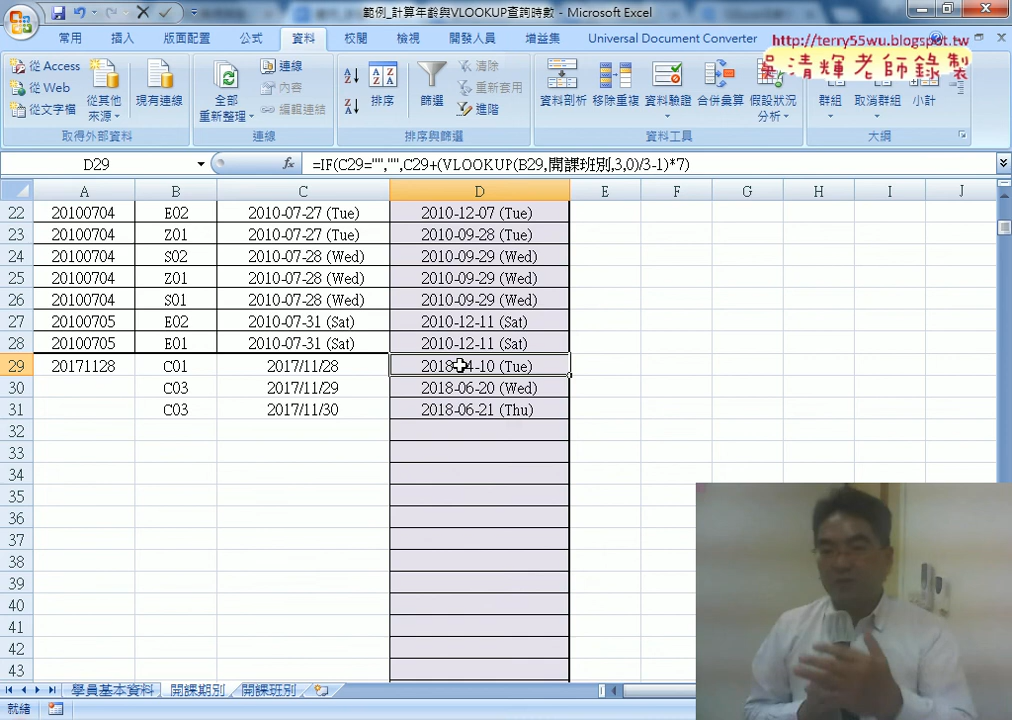 範例_計算年齡與VLOOKUP查詢時數 - Microsoft Excel
常用 插入 版面配置 公式 資料 校閱 檢視 開發人員 增益集 Universal Document Converter
http://terry55wu.blogspot.tw
吳清輝老師錄製
從 Access
從 Web
從文字檔
從其他來源
現有連線
全部重新整理
連線
內容
編輯連結
排序
篩選
清除
重新套用
進階
資料剖析
移除重複
資料驗證
合併彙算
假設狀況分析
群組
取消群組
小計
取得外部資料 連線 排序與篩選 資料工具 大綱
D29 fx =IF(C29="","",C29+(VLOOKUP(B29,開課班別,3,0)/3-1)*7)
A B C D E F G H I J
22 20100704 E02 2010-07-27 (Tue) 2010-12-07 (Tue)
23 20100704 Z01 2010-07-27 (Tue) 2010-09-28 (Tue)
24 20100704 S02 2010-07-28 (Wed) 2010-09-29 (Wed)
25 20100704 Z01 2010-07-28 (Wed) 2010-09-29 (Wed)
26 20100704 S01 2010-07-28 (Wed) 2010-09-29 (Wed)
27 20100705 E02 2010-07-31 (Sat) 2010-12-11 (Sat)
28 20100705 E01 2010-07-31 (Sat) 2010-12-11 (Sat)
29 20171128 C01 2017/11/28 2018-04-10 (Tue)
30 C03 2017/11/29 2018-06-20 (Wed)
31 C03 2017/11/30 2018-06-21 (Thu)
32
33
34
35
36
37
38
39
40
41
42
43
學員基本資料 開課期別 開課班別
就緒